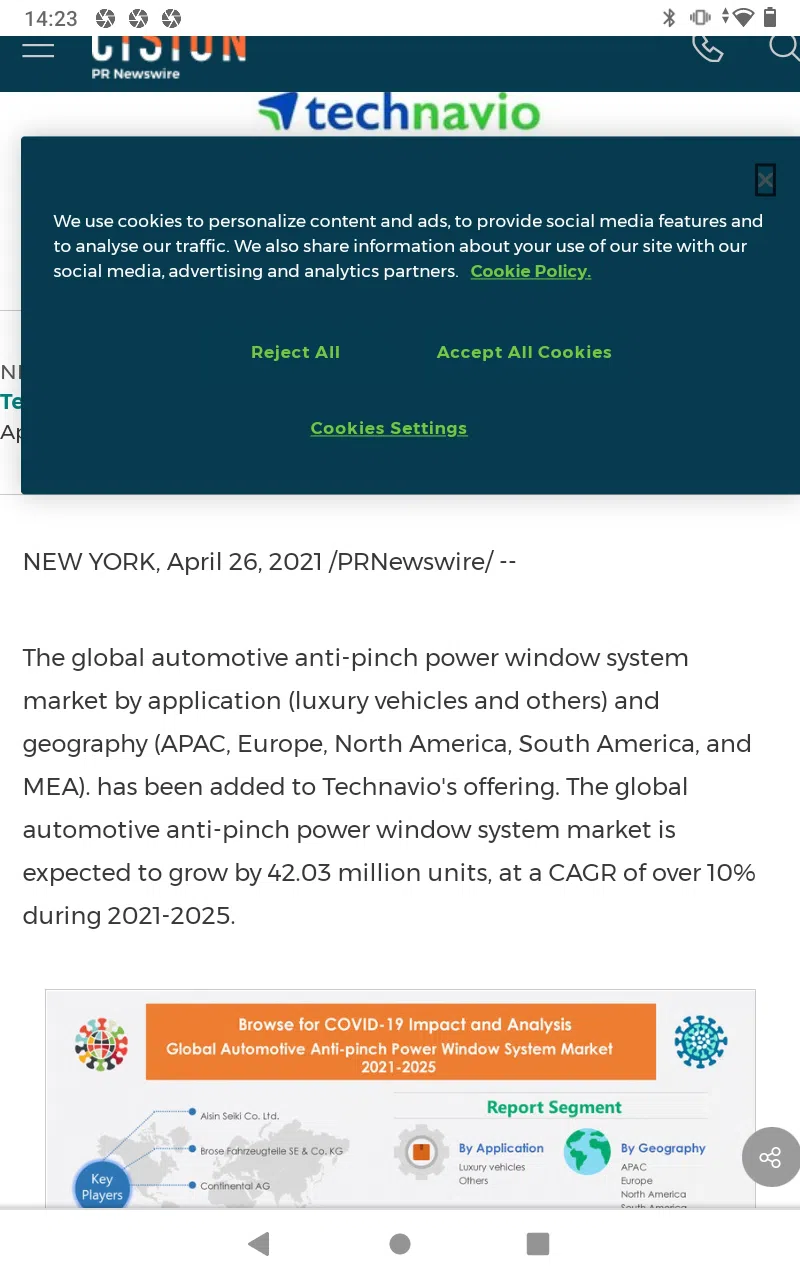 14:23
CISION
PR Newswire
technavio
We use cookies to personalize content and ads, to provide social media features and
to analyse our traffic. We also share information about your use of our site with our
social media, advertising and analytics partners. Cookie Policy.
Reject All
Accept All Cookies
Cookies Settings
Te
NEW YORK, April 26, 2021 /PRNewswire/ --
The global automotive anti-pinch power window system
market by application (luxury vehicles and others) and
geography (APAC, Europe, North America, South America, and
MEA). has been added to Technavio's offering. The global
automotive anti-pinch power window system market is
expected to grow by 42.03 million units, at a CAGR of over 10%
during 2021-2025.
Browse for COVID-19 Impact and Analysis
Global Automotive Anti-pinch Power Window System Market
2021-2025
Key
Players
Aisin Seiki Co. Ltd.
Brose Fahrzeugteile SE & Co. KG
Continental AG
Report Segment
By Application
Luxury vehicles
Others
By Geography
APAC
Europe
North America
South America